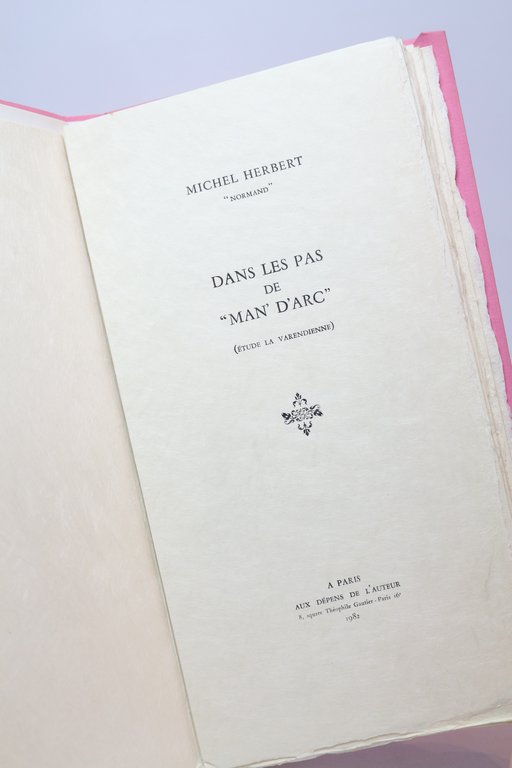 MICHEL HERBERT
“NORMAND”
DANS LES PAS
DE
“MAN’ D’ARC”
(ÉTUDE LA VARENDIENNE)
A PARIS
AUX DÉPENS DE L’AUTEUR
8, square Théophile Gautier - Paris 16e
1982